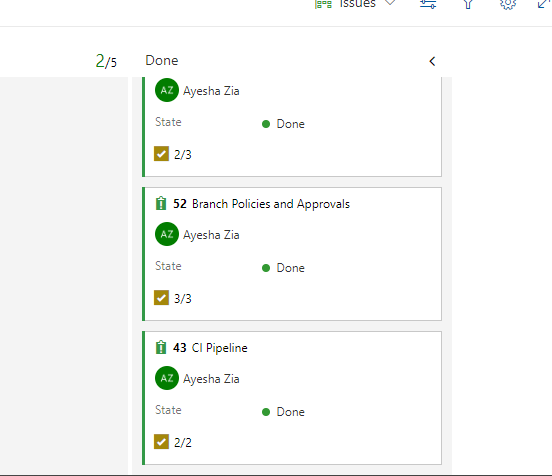 Issues
2/5
Done
AZ Ayesha Zia
State Done
2/3
52 Branch Policies and Approvals
AZ Ayesha Zia
State Done
3/3
43 CI Pipeline
AZ Ayesha Zia
State Done
2/2